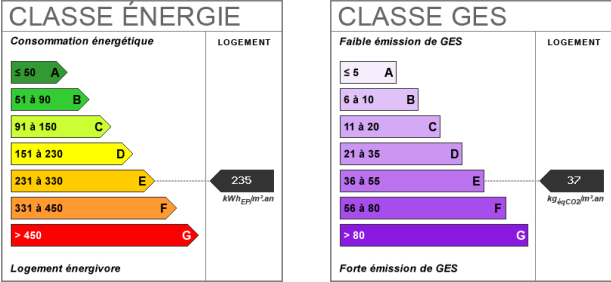 CLASSE ÉNERGIE
Consommation énergétique
LOGEMENT
≤ 50 A
51 à 90 B
91 à 150 C
151 à 230 D
231 à 330 E
235
kWhEP/m².an
331 à 450 F
> 450 G
Logement énergivore
CLASSE GES
Faible émission de GES
LOGEMENT
≤ 5 A
6 à 10 B
11 à 20 C
21 à 35 D
36 à 55 E
37
kgéqCO2/m².an
56 à 80 F
> 80 G
Forte émission de GES